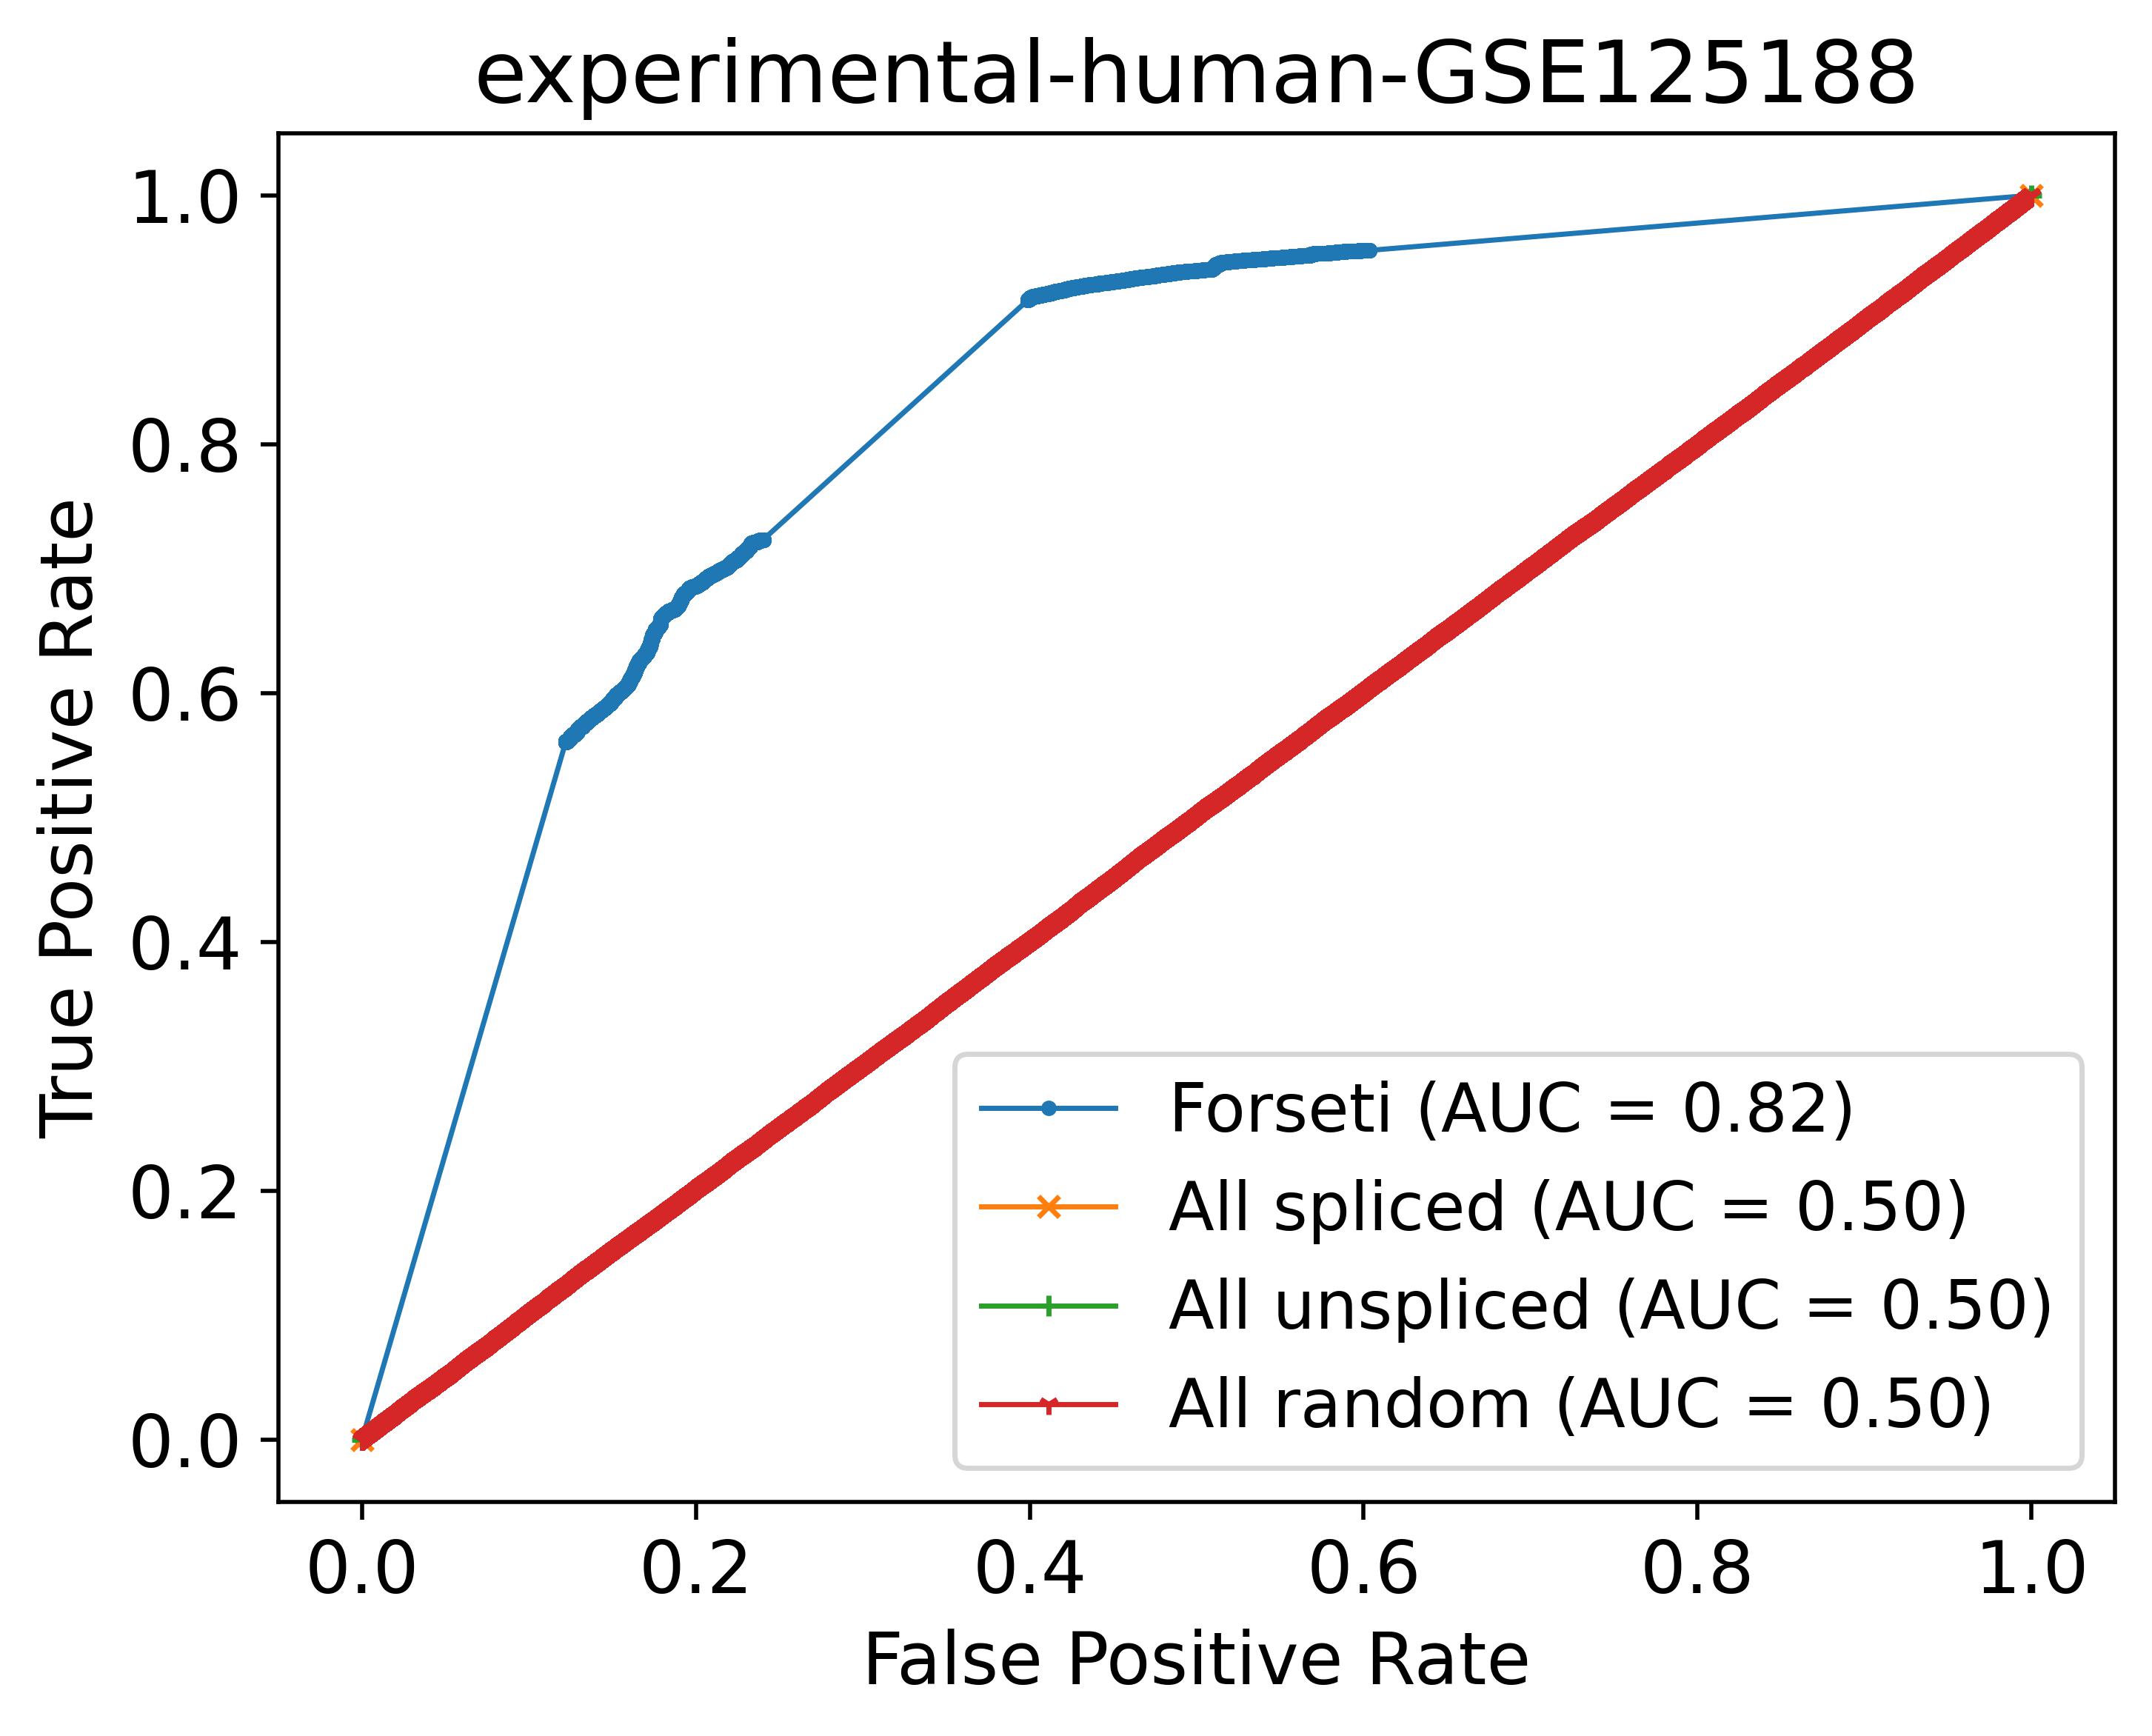 experimental-human-GSE125188
1.0
0.8
0.6
0.4
0.2
0.0
True Positive Rate
Forseti (AUC = 0.82)
All spliced (AUC = 0.50)
All unspliced (AUC = 0.50)
All random (AUC = 0.50)
0.0 0.2 0.4 0.6 0.8 1.0
False Positive Rate